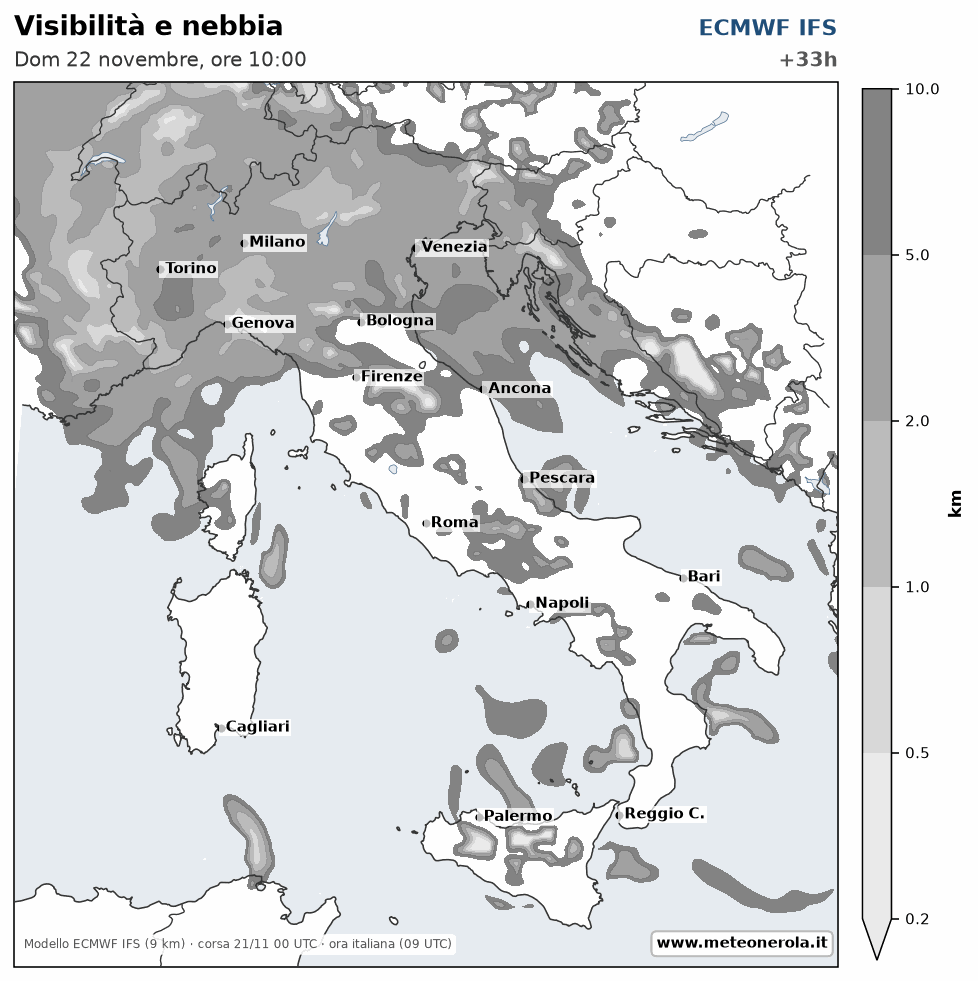 Visibilità e nebbia
ECMWF IFS
Dom 22 novembre, ore 10:00
+33h
10.0
5.0
2.0
1.0
0.5
0.2
km
Milano
Venezia
Torino
Genova
Bologna
Firenze
Ancona
Pescara
Roma
Bari
Napoli
Cagliari
Palermo
Reggio C.
Modello ECMWF IFS (9 km) · corsa 21/11 00 UTC · ora italiana (09 UTC)
www.meteonerola.it